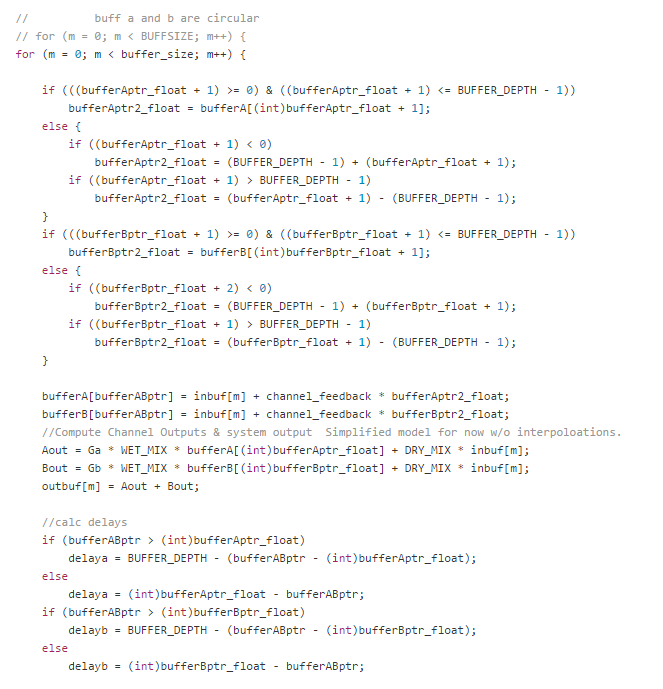 //          buff a and b are circular
// for (m = 0; m < BUFFSIZE; m++) {
for (m = 0; m < buffer_size; m++) {

    if (((bufferAptr_float + 1) >= 0) & ((bufferAptr_float + 1) <= BUFFER_DEPTH - 1))
        bufferAptr2_float = bufferA[(int)bufferAptr_float + 1];
    else {
        if ((bufferAptr_float + 1) < 0)
            bufferAptr2_float = (BUFFER_DEPTH - 1) + (bufferAptr_float + 1);
        if ((bufferAptr_float + 1) > BUFFER_DEPTH - 1)
            bufferAptr2_float = (bufferAptr_float + 1) - (BUFFER_DEPTH - 1);
    }
    if (((bufferBptr_float + 1) >= 0) & ((bufferBptr_float + 1) <= BUFFER_DEPTH - 1))
        bufferBptr2_float = bufferB[(int)bufferBptr_float + 1];
    else {
        if ((bufferBptr_float + 2) < 0)
            bufferBptr2_float = (BUFFER_DEPTH - 1) + (bufferBptr_float + 1);
        if ((bufferBptr_float + 1) > BUFFER_DEPTH - 1)
            bufferBptr2_float = (bufferBptr_float + 1) - (BUFFER_DEPTH - 1);
    }

    bufferA[bufferABptr] = inbuf[m] + channel_feedback * bufferAptr2_float;
    bufferB[bufferABptr] = inbuf[m] + channel_feedback * bufferBptr2_float;
    //Compute Channel Outputs & system output  Simplified model for now w/o interpoloations.
    Aout = Ga * WET_MIX * bufferA[(int)bufferAptr_float] + DRY_MIX * inbuf[m];
    Bout = Gb * WET_MIX * bufferB[(int)bufferBptr_float] + DRY_MIX * inbuf[m];
    outbuf[m] = Aout + Bout;

    //calc delays
    if (bufferABptr > (int)bufferAptr_float)
        delaya = BUFFER_DEPTH - (bufferABptr - (int)bufferAptr_float);
    else
        delaya = (int)bufferAptr_float - bufferABptr;
    if (bufferABptr > (int)bufferBptr_float)
        delayb = BUFFER_DEPTH - (bufferABptr - (int)bufferBptr_float);
    else
        delayb = (int)bufferBptr_float - bufferABptr;